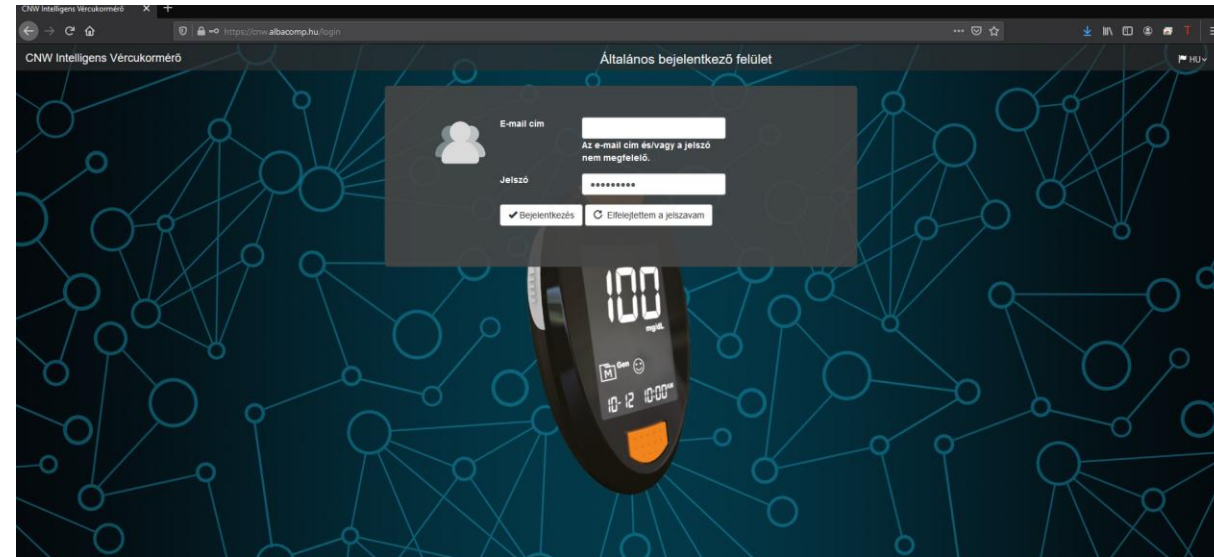 CNW Intelligens Vércukormérő
https://cnw.albacomp.hu/login
CNW Intelligens Vércukormérő
Általános bejelentkező felület
HU
E-mail cím
Az e-mail cím és/vagy a jelszó
nem megfelelő.
Jelszó
Bejelentkezés
Elfelejtettem a jelszavam
100
mg/dL
M Gen
10-12 10:00